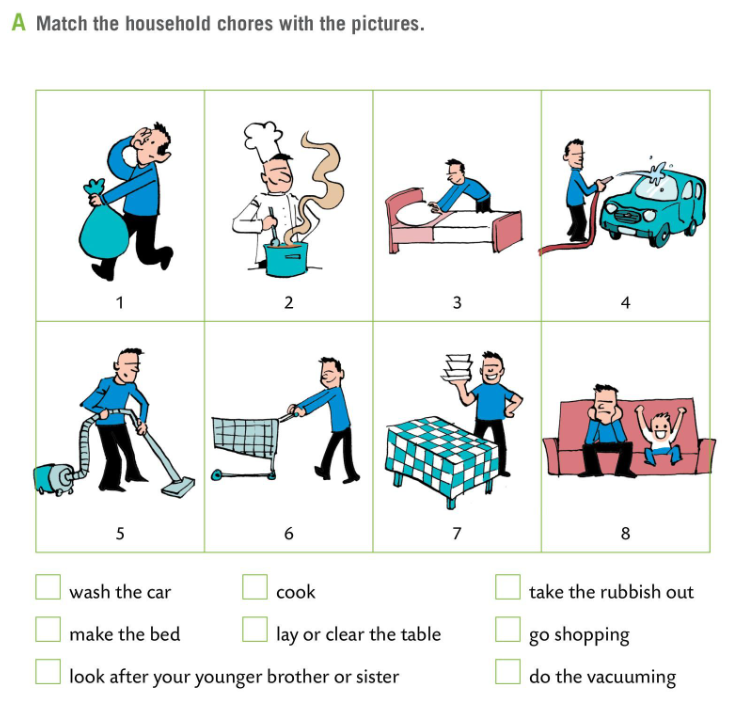 A Match the household chores with the pictures.
1 2 3 4
5 6 7 8
wash the car cook take the rubbish out
make the bed lay or clear the table go shopping
look after your younger brother or sister do the vacuuming